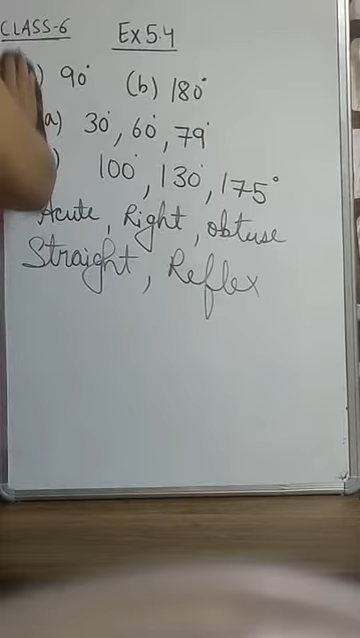 CLASS-6 Ex 5.4
) 90° (b) 180°
a) 30°, 60°, 79°
) 100°, 130°, 175°
Acute, Right, obtuse
Straight, Reflex